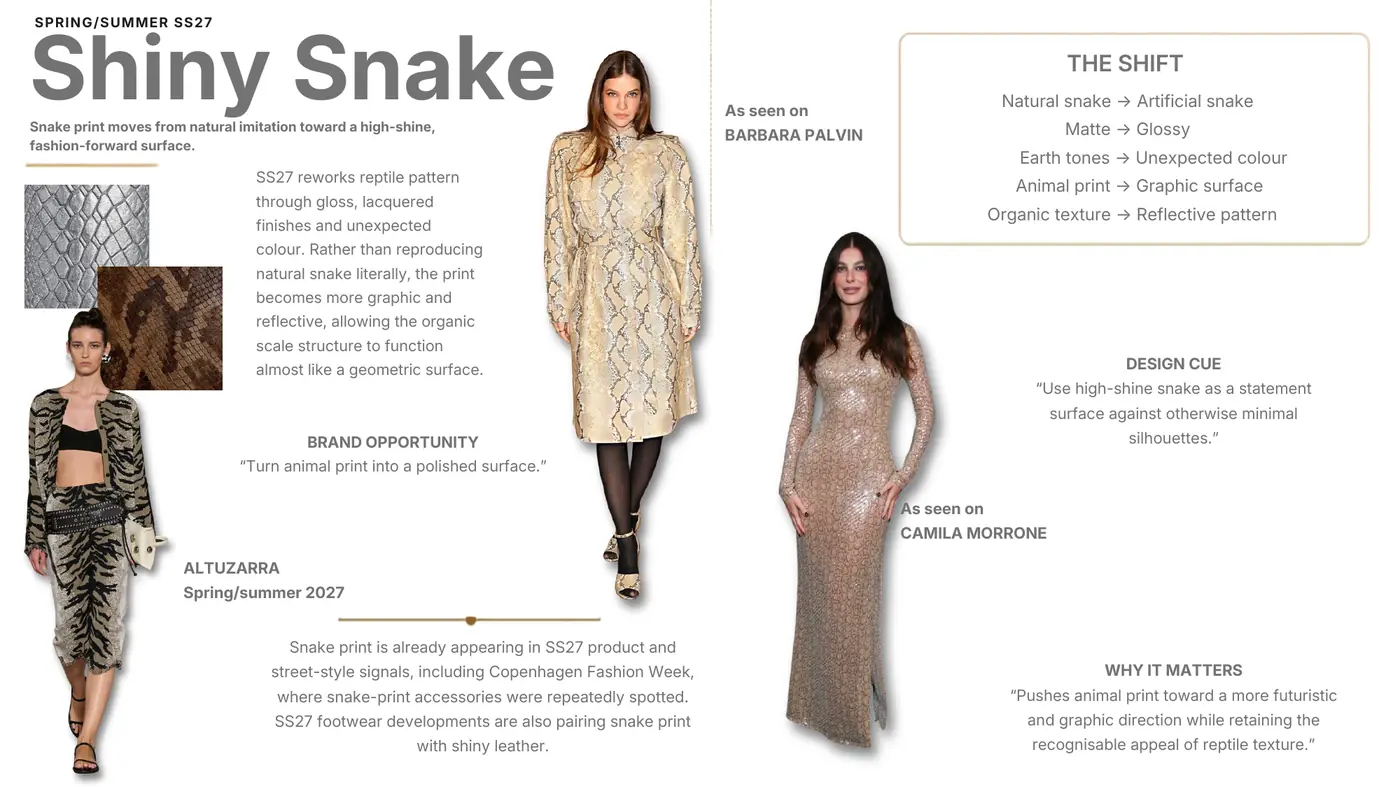 SPRING/SUMMER SS27
Shiny Snake
Snake print moves from natural imitation toward a high-shine,
fashion-forward surface.
SS27 reworks reptile pattern
through gloss, lacquered
finishes and unexpected
colour. Rather than reproducing
natural snake literally, the print
becomes more graphic and
reflective, allowing the organic
scale structure to function
almost like a geometric surface.
BRAND OPPORTUNITY
“Turn animal print into a polished surface.”
ALTUZARRA
Spring/summer 2027
Snake print is already appearing in SS27 product and
street-style signals, including Copenhagen Fashion Week,
where snake-print accessories were repeatedly spotted.
SS27 footwear developments are also pairing snake print
with shiny leather.
As seen on
BARBARA PALVIN
THE SHIFT
Natural snake → Artificial snake
Matte → Glossy
Earth tones → Unexpected colour
Animal print → Graphic surface
Organic texture → Reflective pattern
As seen on
CAMILA MORRONE
DESIGN CUE
“Use high-shine snake as a statement
surface against otherwise minimal
silhouettes.”
WHY IT MATTERS
“Pushes animal print toward a more futuristic
and graphic direction while retaining the
recognisable appeal of reptile texture.”